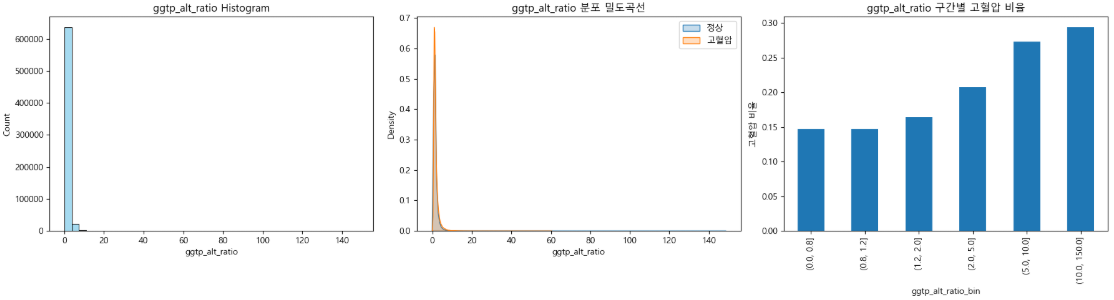 ggtp_alt_ratio Histogram
600000
500000
400000
300000
200000
100000
0
Count
0 20 40 60 80 100 120 140
ggtp_alt_ratio
ggtp_alt_ratio 분포 밀도곡선
0.7
0.6
0.5
0.4
0.3
0.2
0.1
0.0
Density
정상
고혈압
0 20 40 60 80 100 120 140
ggtp_alt_ratio
ggtp_alt_ratio 구간별 고혈압 비율
0.30
0.25
0.20
0.15
0.10
0.05
0.00
고혈압 비율
(0.0, 0.8]
(0.8, 1.2]
(1.2, 2.0]
(2.0, 5.0]
(5.0, 10.0]
(10.0, 150.0]
ggtp_alt_ratio_bin